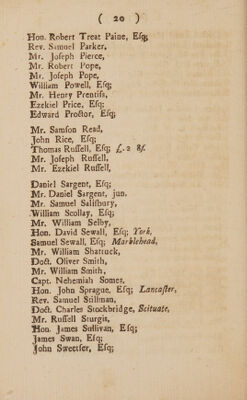 ( 20 )
Hon. Robert Treat Paine, Eſq;
Rev. Samuel Parker,
Mr. Joſeph Pierce,
Mr. Robert Pope,
Mr. Joſeph Pope,
William Powell, Eſq;
Mr. Henry Prentiſs,
Ezekiel Price, Eſq;
Edward Proctor, Eſq;
Mr. Samſon Read,
John Rice, Eſq;
Thomas Ruſſell, Eſq; £.2 8ſ.
Mr. Joſeph Ruſſell,
Mr. Ezekiel Ruſſell,
Daniel Sargent, Eſq;
Mr. Daniel Sargent, jun.
Mr. Samuel Saliſbury,
William Scollay, Eſq;
Mr. William Selby,
Hon. David Sewall, Eſq; York,
Samuel Sewall, Eſq; Marblehead,
Mr. William Shattuck,
Doct. Oliver Smith,
Mr. William Smith,
Capt. Nehemiah Somes,
Hon. John Sprague, Eſq; Lancaſter,
Rev. Samuel Stillman,
Doct. Charles Stockbridge, Scituate,
Mr. Ruſſell Sturgis,
Hon. James Sullivan, Eſq;
James Swan, Eſq;
John Sweetſer, Eſq;